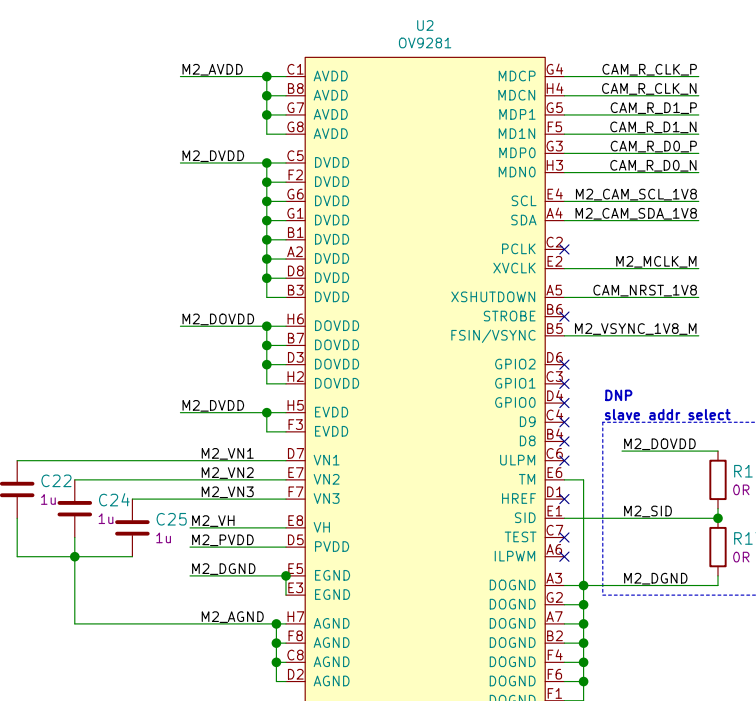 U2
OV9281
M2_AVDD C1 AVDD MDCP G4 CAM_R_CLK_P
B8 AVDD MDCN H4 CAM_R_CLK_N
G7 AVDD MDP1 G5 CAM_R_D1_P
G8 AVDD MD1N F5 CAM_R_D1_N
MDP0 G3 CAM_R_D0_P
M2_DVDD C5 DVDD MDN0 H3 CAM_R_D0_N
F2 DVDD
G6 DVDD SCL E4 M2_CAM_SCL_1V8
G1 DVDD SDA A4 M2_CAM_SDA_1V8
B1 DVDD
A2 DVDD PCLK C2
D8 DVDD XVCLK E2 M2_MCLK_M
B3 DVDD XSHUTDOWN A5 CAM_NRST_1V8
STROBE B6
M2_DOVDD H6 DOVDD FSIN/VSYNC B5 M2_VSYNC_1V8_M
B7 DOVDD
D3 DOVDD GPIO2 D6
H2 DOVDD GPIO1 C3
GPIO0 D4
DNP
M2_DVDD H5 EVDD D9 C4 slave addr select
F3 EVDD D8 B4
M2_DOVDD
M2_VN1 D7 VN1 ULPM C6
C22 M2_VN2 E7 VN2 TM E6 R1
1u C24 M2_VN3 F7 VN3 HREF D1 0R
1u C25 M2_VH E8 VH SID E1 M2_SID
1u M2_PVDD D5 PVDD TEST C7 R1
ILPWM A6 0R
M2_DGND E5 EGND DOGND A3 M2_DGND
E3 EGND DOGND G2
M2_AGND H7 AGND DOGND A7
F8 AGND DOGND B2
C8 AGND DOGND F4
D2 AGND DOGND F6
DOGND F1